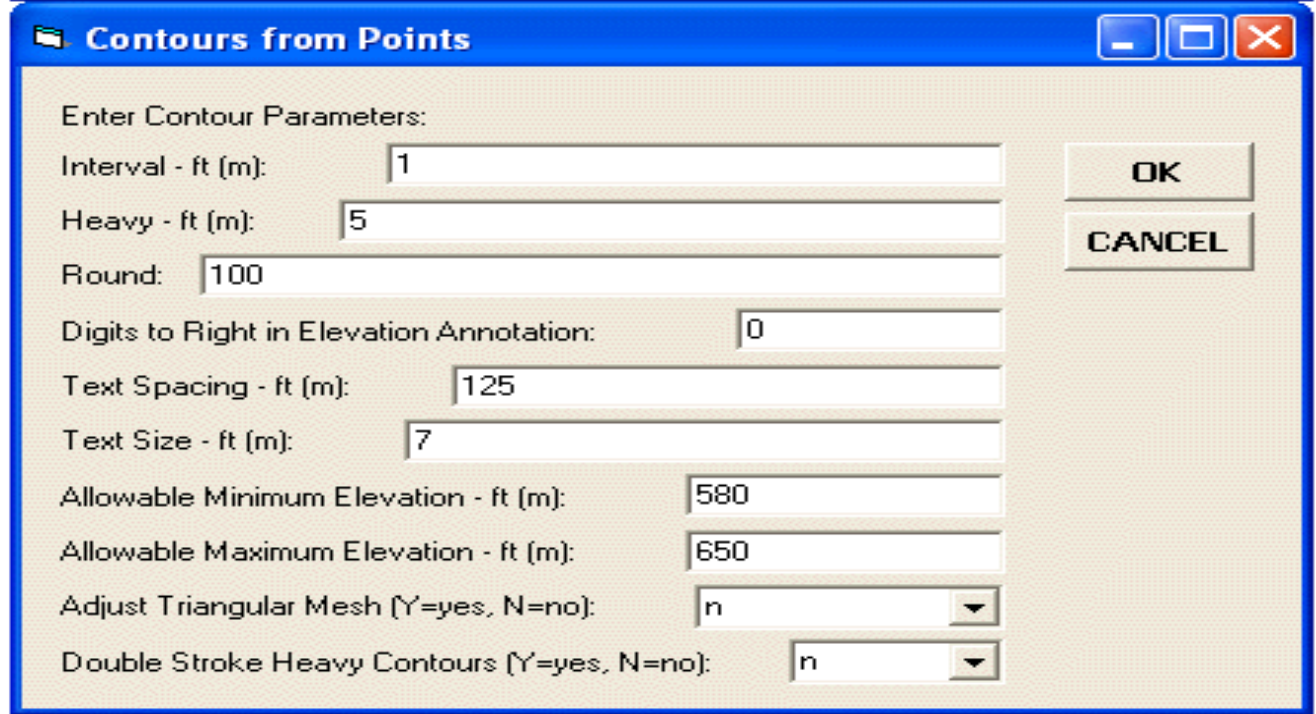 Contours from Points
Enter Contour Parameters:
Interval - ft (m): 1
OK
Heavy - ft (m): 5
CANCEL
Round: 100
Digits to Right in Elevation Annotation: 0
Text Spacing - ft (m): 125
Text Size - ft (m): 7
Allowable Minimum Elevation - ft (m): 580
Allowable Maximum Elevation - ft (m): 650
Adjust Triangular Mesh (Y=yes, N=no): n
Double Stroke Heavy Contours (Y=yes, N=no): n